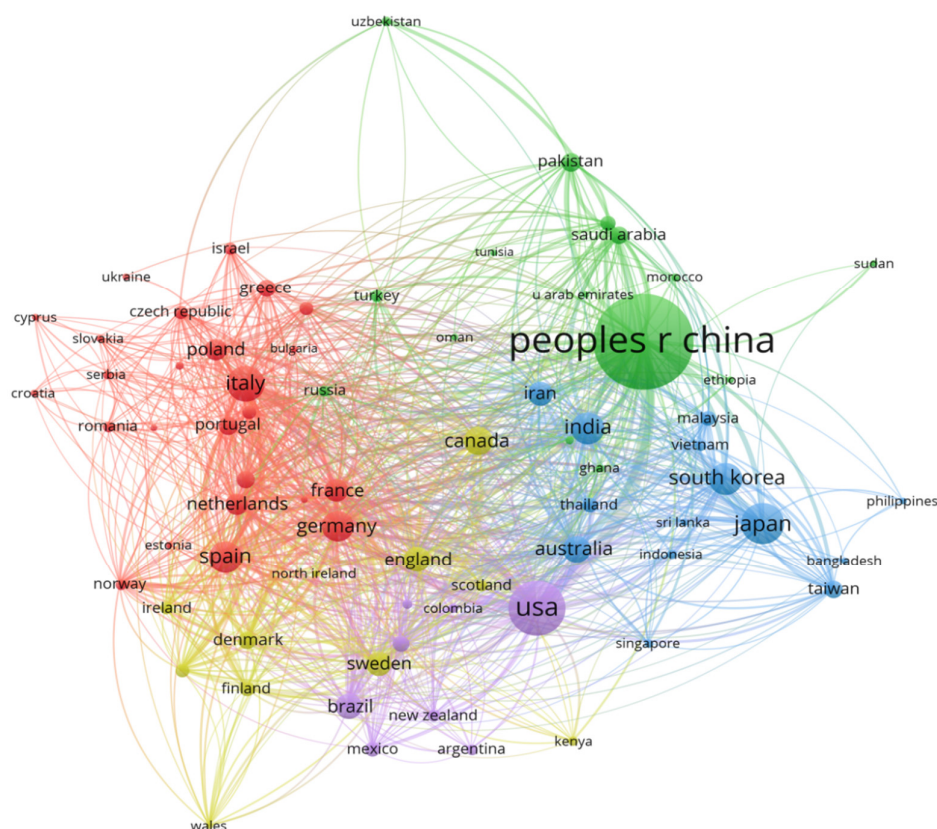 uzbekistan
pakistan
saudi arabia
tunisia
israel
sudan
ukraine
morocco
greece
turkey
u arab emirates
czech republic
cyprus
slovakia
oman
peoples r china
poland
bulgaria
serbia
italy
ethiopia
croatia
russia
iran
malaysia
romania
portugal
india
canada
vietnam
ghana
south korea
netherlands
france
thailand
philippines
germany
sri lanka
japan
estonia
spain
england
australia
indonesia
bangladesh
north ireland
norway
scotland
taiwan
ireland
colombia
usa
denmark
singapore
sweden
finland
brazil
new zealand
mexico
argentina
kenya
wales